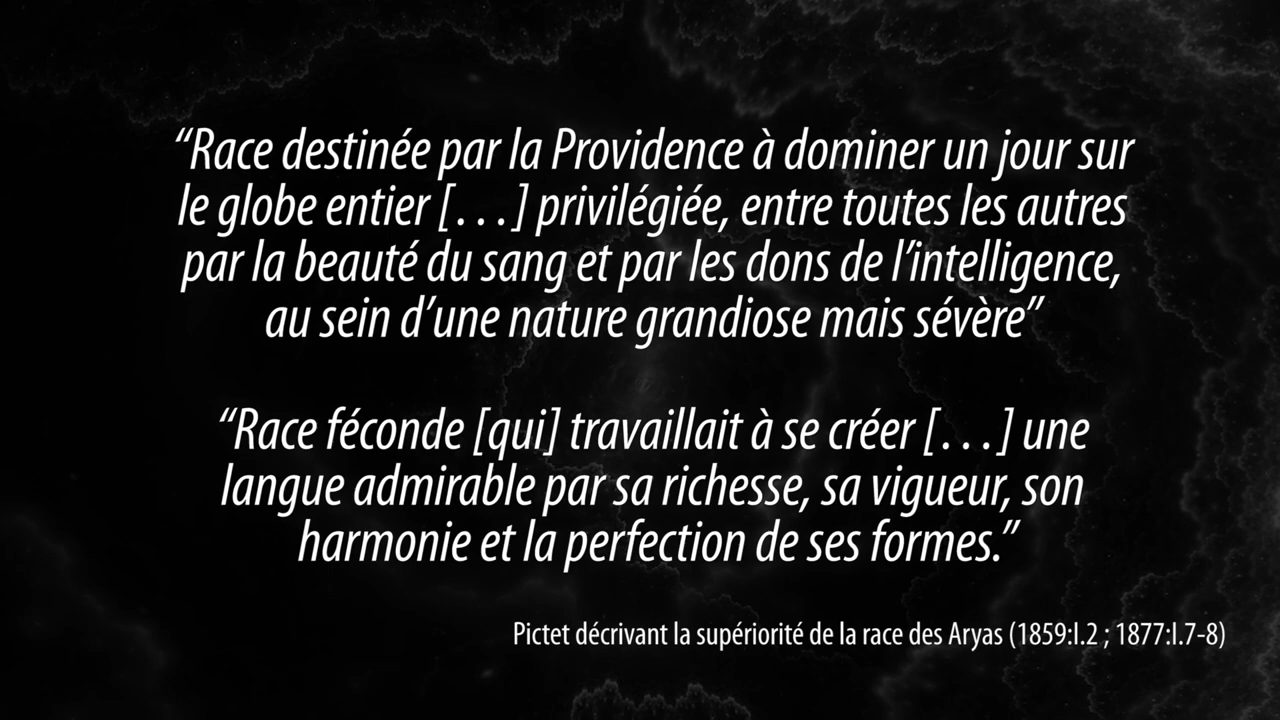 “Race destinée par la Providence à dominer un jour sur
le globe entier [...] privilégiée, entre toutes les autres
par la beauté du sang et par les dons de l’intelligence,
au sein d’une nature grandiose mais sévère”
“Race féconde [qui] travaillait à se créer [...] une
langue admirable par sa richesse, sa vigueur, son
harmonie et la perfection de ses formes.”
Pictet décrivant la supériorité de la race des Aryas (1859:I.2 ; 1877:I.7-8)